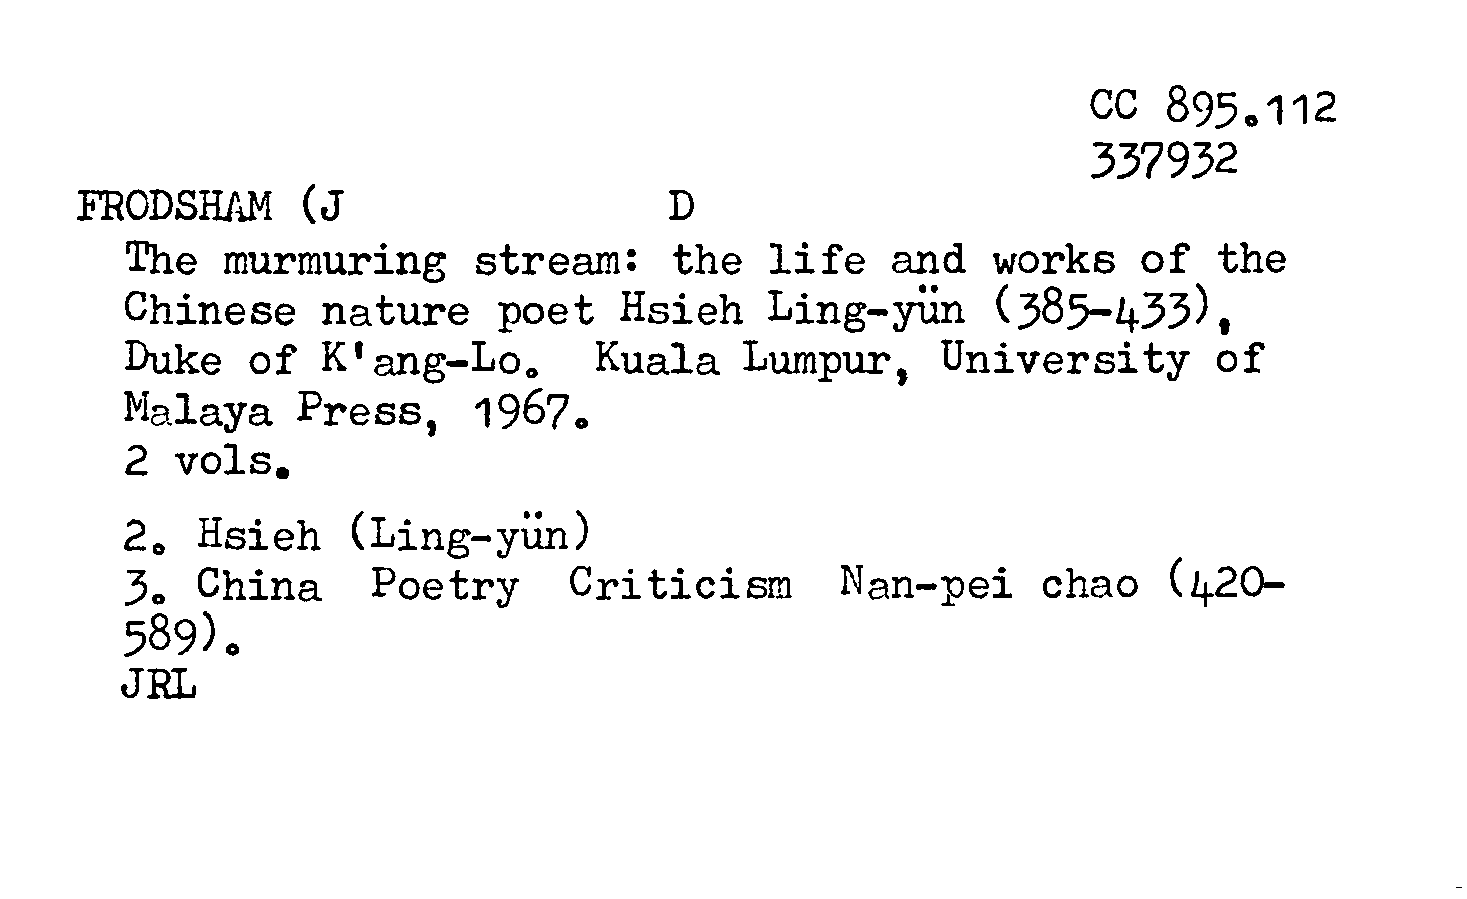 CC 895.112
337932
FRODSHAM (J D
The murmuring stream: the life and works of the
Chinese nature poet Hsieh Ling-yün (385-433),
Duke of K'ang-Lo. Kuala Lumpur, University of
Malaya Press, 1967.
2 vols.
2. Hsieh (Ling-yün)
3. China Poetry Criticism Nan-pei chao (420-
589).
JRL